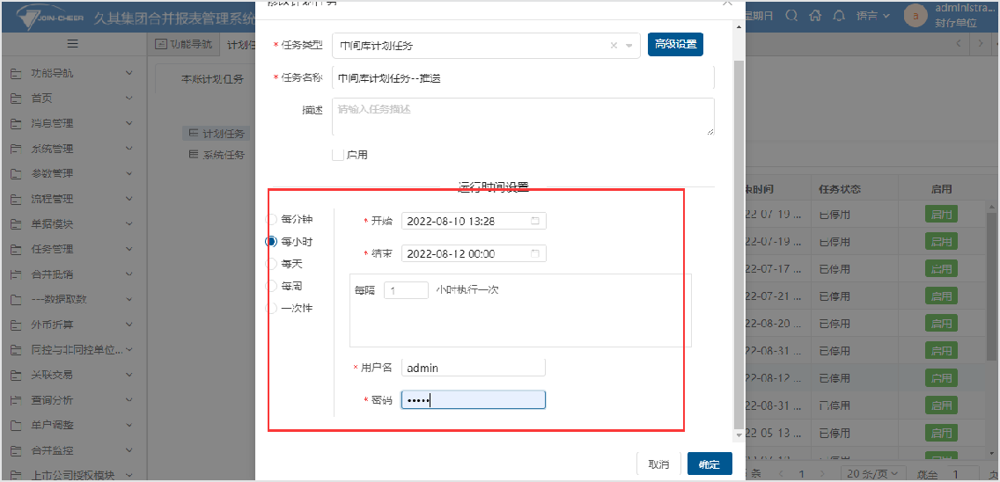 JOIN-CHEER 久其集团合并报表管理系统
修改计划任务
星期日 语言 a administra... 封存单位
功能导航
计划任
功能导航
首页
消息管理
系统管理
参数管理
流程管理
单据模块
任务管理
合并抵销
---数据取数
外币折算
同控与非同控单位...
关联交易
查询分析
单户调整
合并监控
上市公司授权模块
本账计划任务
计划任务
系统任务
* 任务类型 中间库计划任务 高级设置
* 任务名称 中间库计划任务--推送
描述 请输入任务描述
启用
运行时间设置
每分钟
每小时
每天
每周
一次性
* 开始 2022-08-10 13:28
* 结束 2022-08-12 00:00
每隔 1 小时执行一次
* 用户名 admin
* 密码 •••••
取消 确定
束时间 任务状态 启用
22-07-19 ... 已停用 启用
22-07-19 ... 已停用 启用
22-07-17 ... 已停用 启用
22-07-21 ... 已停用 启用
22-08-20 ... 已停用 启用
22-08-31 ... 已停用 启用
22-08-12 ... 已停用 启用
22-08-31 ... 已停用 启用
22-05-13 ... 已停用 启用
已停用 启用
条 1 20 条/页 跳至 1 页